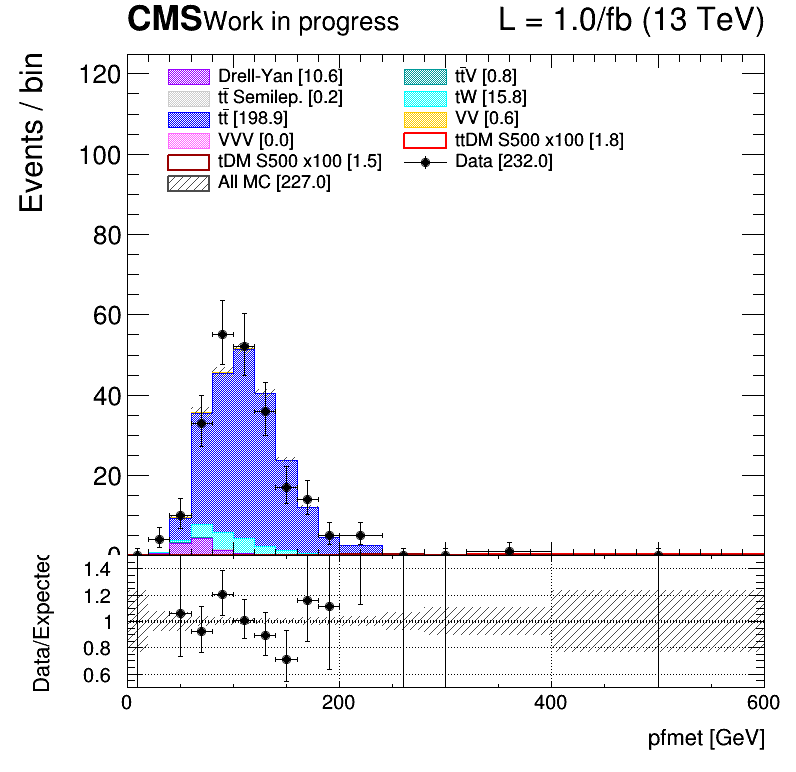 CMS Work in progress L = 1.0/fb (13 TeV)
Events / bin
120
100
80
60
40
20
0
Drell-Yan [10.6] tt̄V [0.8]
tt̄ Semilep. [0.2] tW [15.8]
tt̄ [198.9] VV [0.6]
VVV [0.0] ttDM S500 x100 [1.8]
tDM S500 x100 [1.5] Data [232.0]
All MC [227.0]
Data/Expected
1.4
1.2
1
0.8
0.6
0 200 400 600
pfmet [GeV]